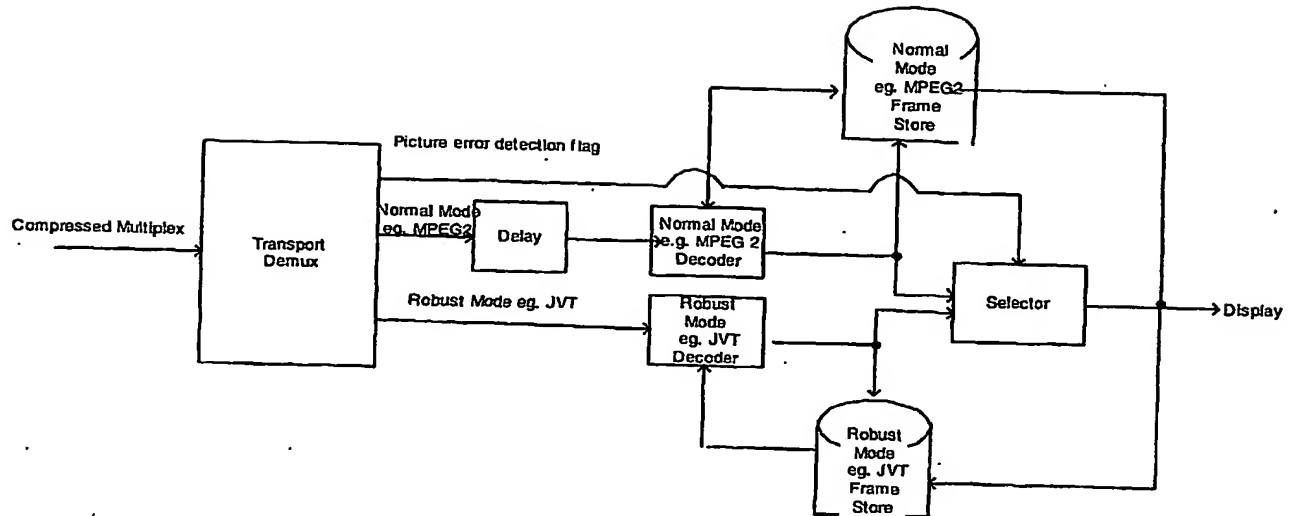 Normal
Mode
eg. MPEG2
Frame
Store
Picture error detection flag
Compressed Multiplex
Transport
Demux
Normal Mode
eg. MPEG2
Delay
Normal Mode
e.g. MPEG 2
Decoder
Selector
Display
Robust Mode eg. JVT
Robust
Mode
eg. JVT
Decoder
Robust
Mode
eg. JVT
Frame
Store